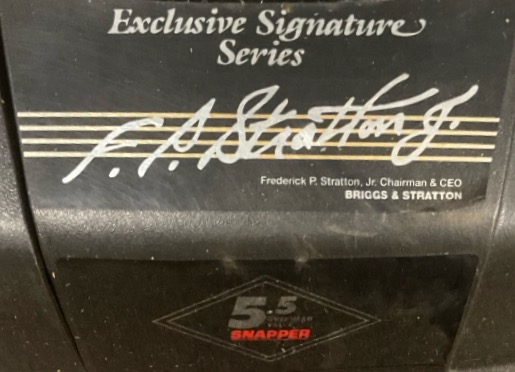 Exclusive Signature
Series
F. P. Stratton Jr.
Frederick P. Stratton, Jr. Chairman & CEO
BRIGGS & STRATTON
5.5
SNAPPER